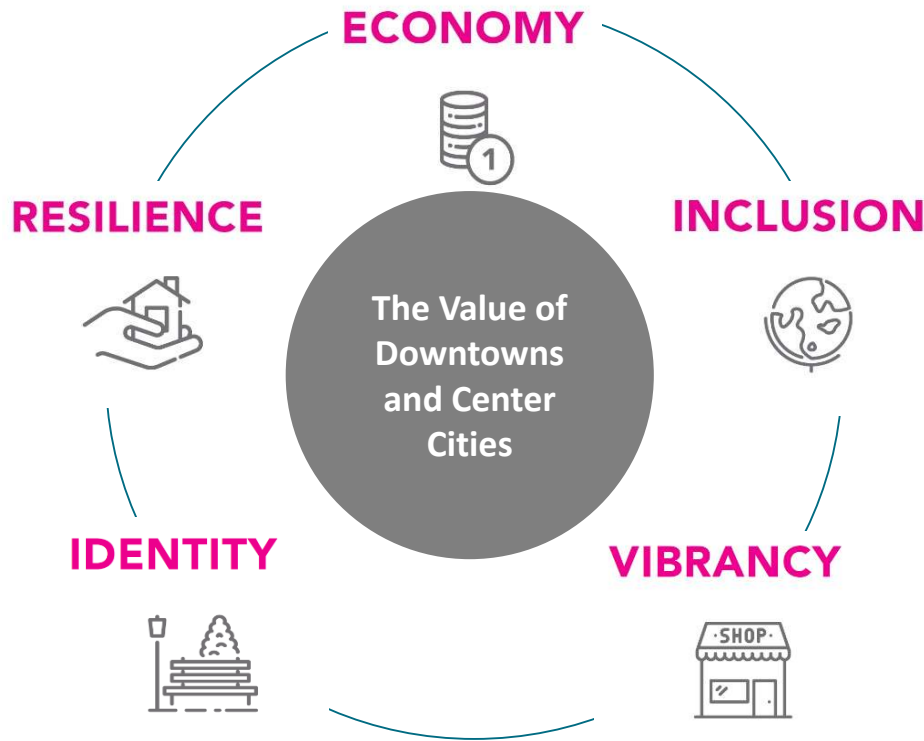 ECONOMY
1
RESILIENCE
INCLUSION
The Value of
Downtowns
and Center
Cities
IDENTITY
VIBRANCY
·SHOP·